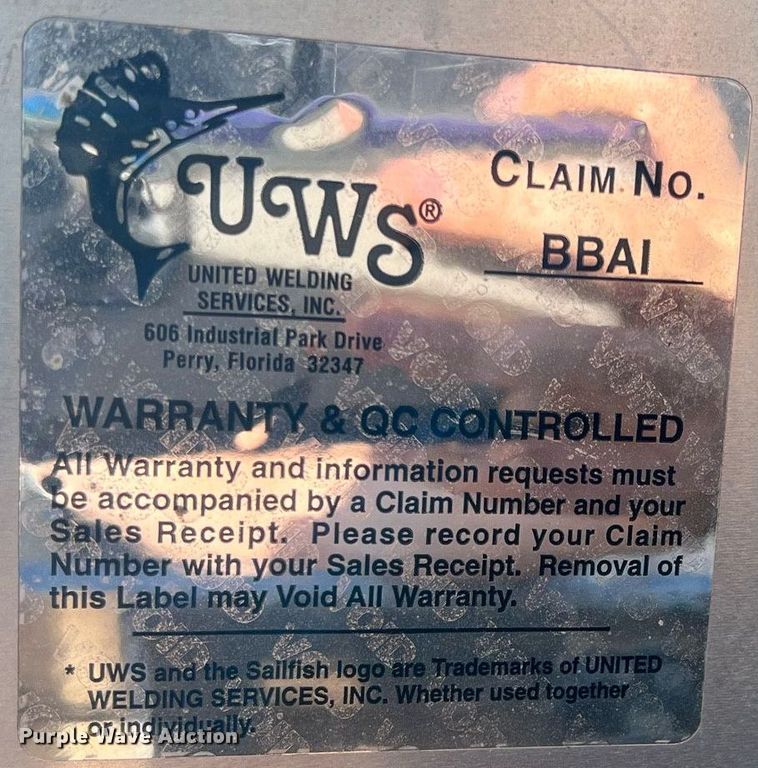 UWS®
CLAIM No.
BBAI
UNITED WELDING
SERVICES, INC.
606 Industrial Park Drive
Perry, Florida 32347
WARRANTY & QC CONTROLLED
All Warranty and information requests must
be accompanied by a Claim Number and your
Sales Receipt. Please record your Claim
Number with your Sales Receipt. Removal of
this Label may Void All Warranty.
* UWS and the Sailfish logo are Trademarks of UNITED
WELDING SERVICES, INC. Whether used together
or individually.
Purple Wave Auction
VOID